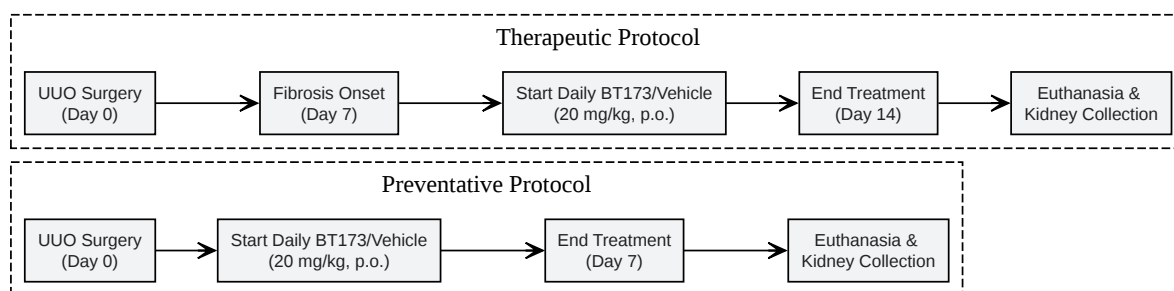 Therapeutic Protocol
UUO Surgery
(Day 0)
Fibrosis Onset
(Day 7)
Start Daily BT173/Vehicle
(20 mg/kg, p.o.)
End Treatment
(Day 14)
Euthanasia &
Kidney Collection
Preventative Protocol
UUO Surgery
(Day 0)
Start Daily BT173/Vehicle
(20 mg/kg, p.o.)
End Treatment
(Day 7)
Euthanasia &
Kidney Collection